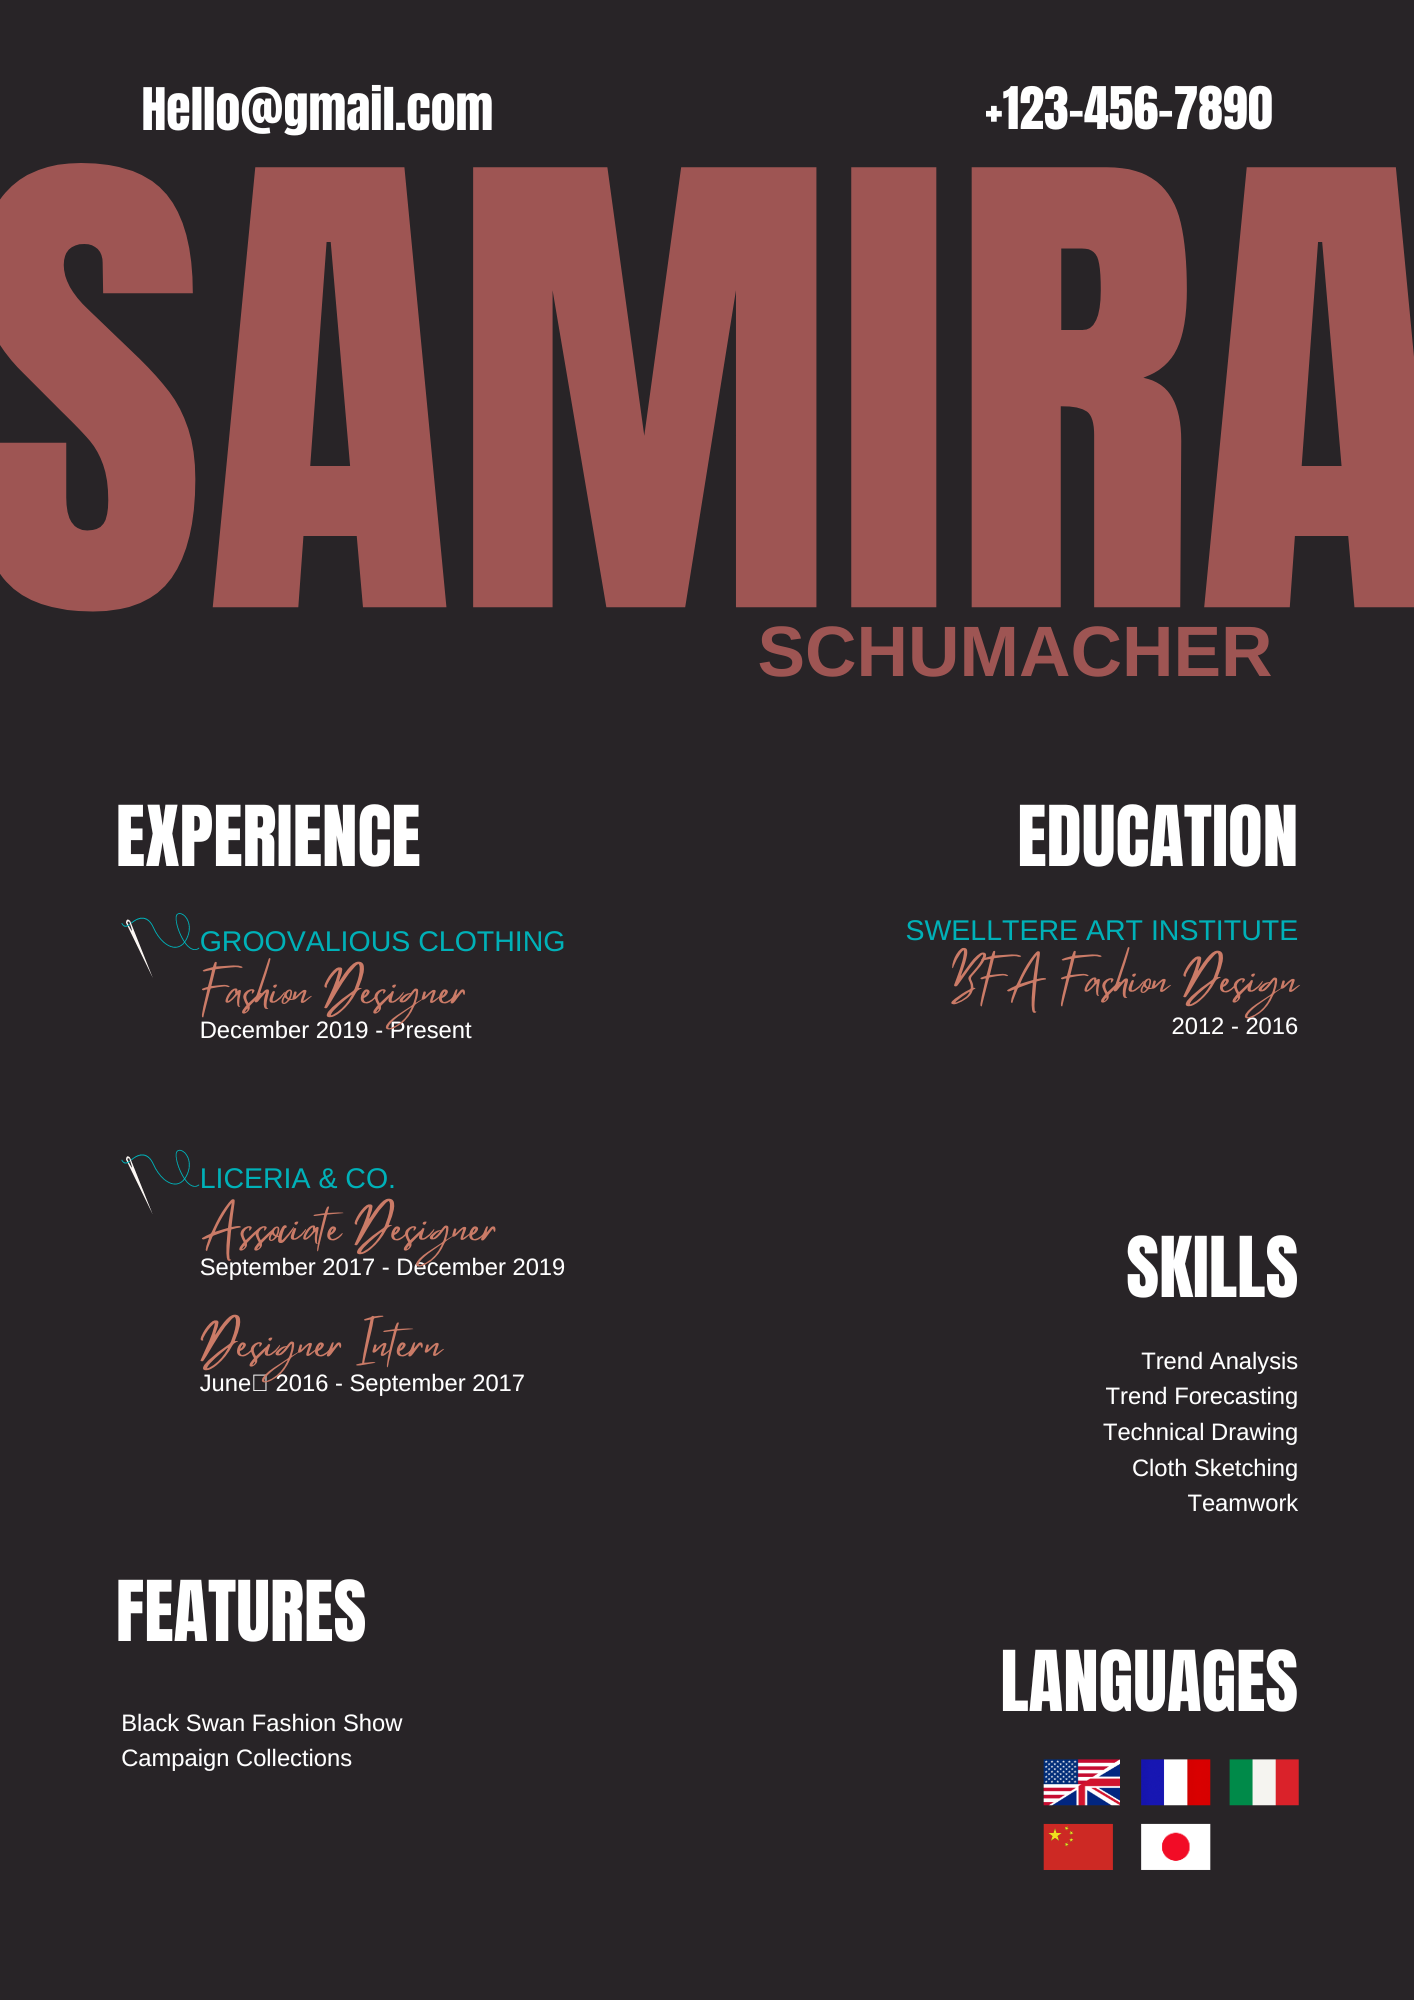 Hello@gmail.com
+123-456-7890
SAMIRA
SCHUMACHER
EXPERIENCE
GROOVALIOUS CLOTHING
Fashion Designer
December 2019 - Present
LICERIA & CO.
Associate Designer
September 2017 - December 2019
Designer Intern
June 2016 - September 2017
FEATURES
Black Swan Fashion Show
Campaign Collections
EDUCATION
SWELLTERE ART INSTITUTE
BFA Fashion Design
2012 - 2016
SKILLS
Trend Analysis
Trend Forecasting
Technical Drawing
Cloth Sketching
Teamwork
LANGUAGES